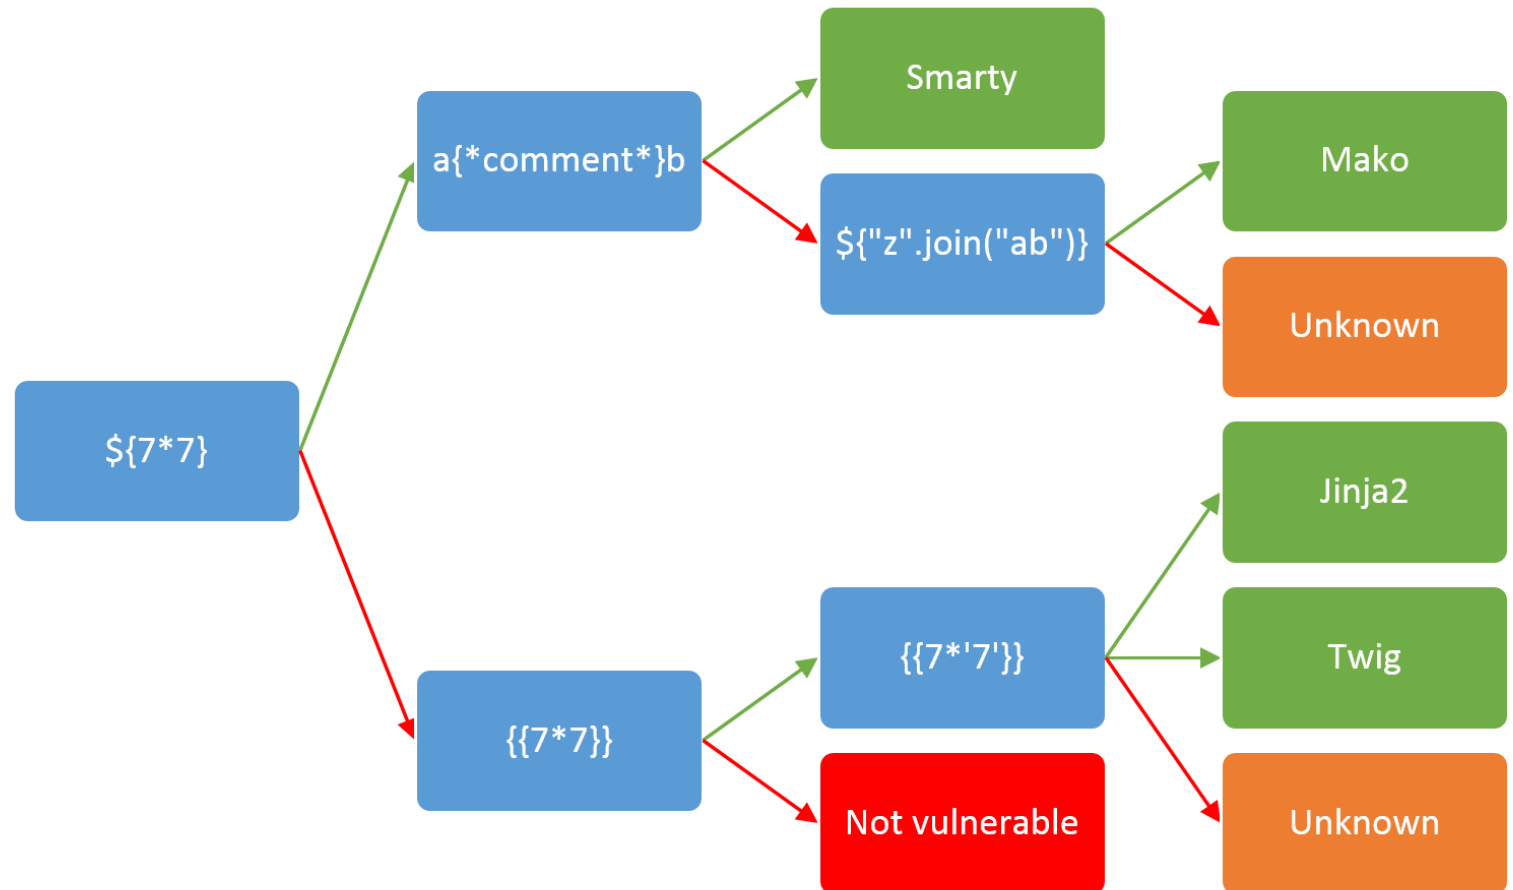 Smarty
a{*comment*}b
Mako
${"z".join("ab")}
Unknown
${7*7}
Jinja2
{{7*'7'}}
Twig
{{7*7}}
Not vulnerable
Unknown